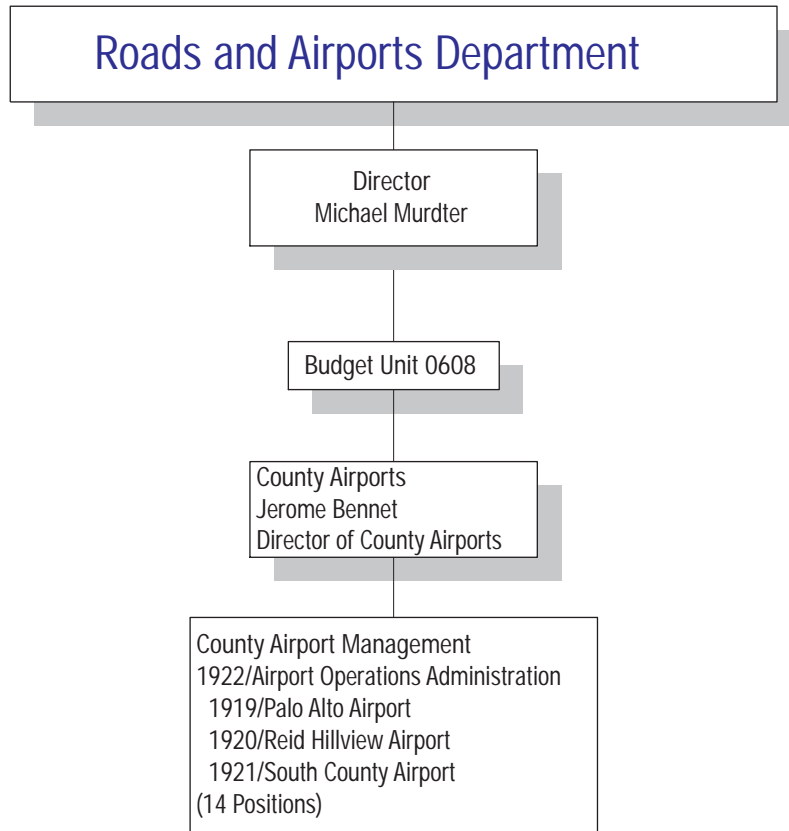 Roads and Airports Department
Director
Michael Murdter
Budget Unit 0608
County Airports
Jerome Bennet
Director of County Airports
County Airport Management
1922/Airport Operations Administration
1919/Palo Alto Airport
1920/Reid Hillview Airport
1921/South County Airport
(14 Positions)